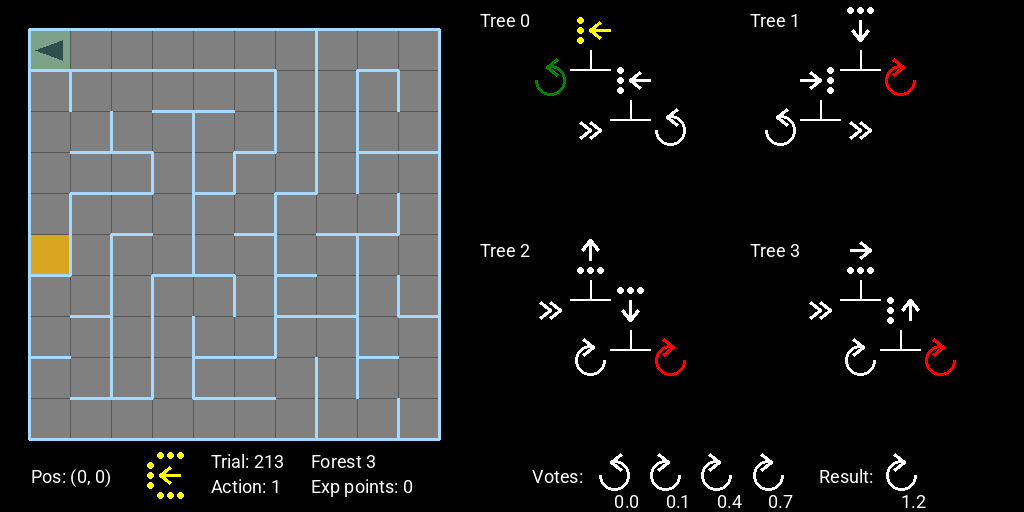 Tree 0
Tree 1
Tree 2
Tree 3
Pos: (0, 0)
Trial: 213
Forest 3
Action: 1
Exp points: 0
Votes:
0.0
0.1
0.4
0.7
Result:
1.2